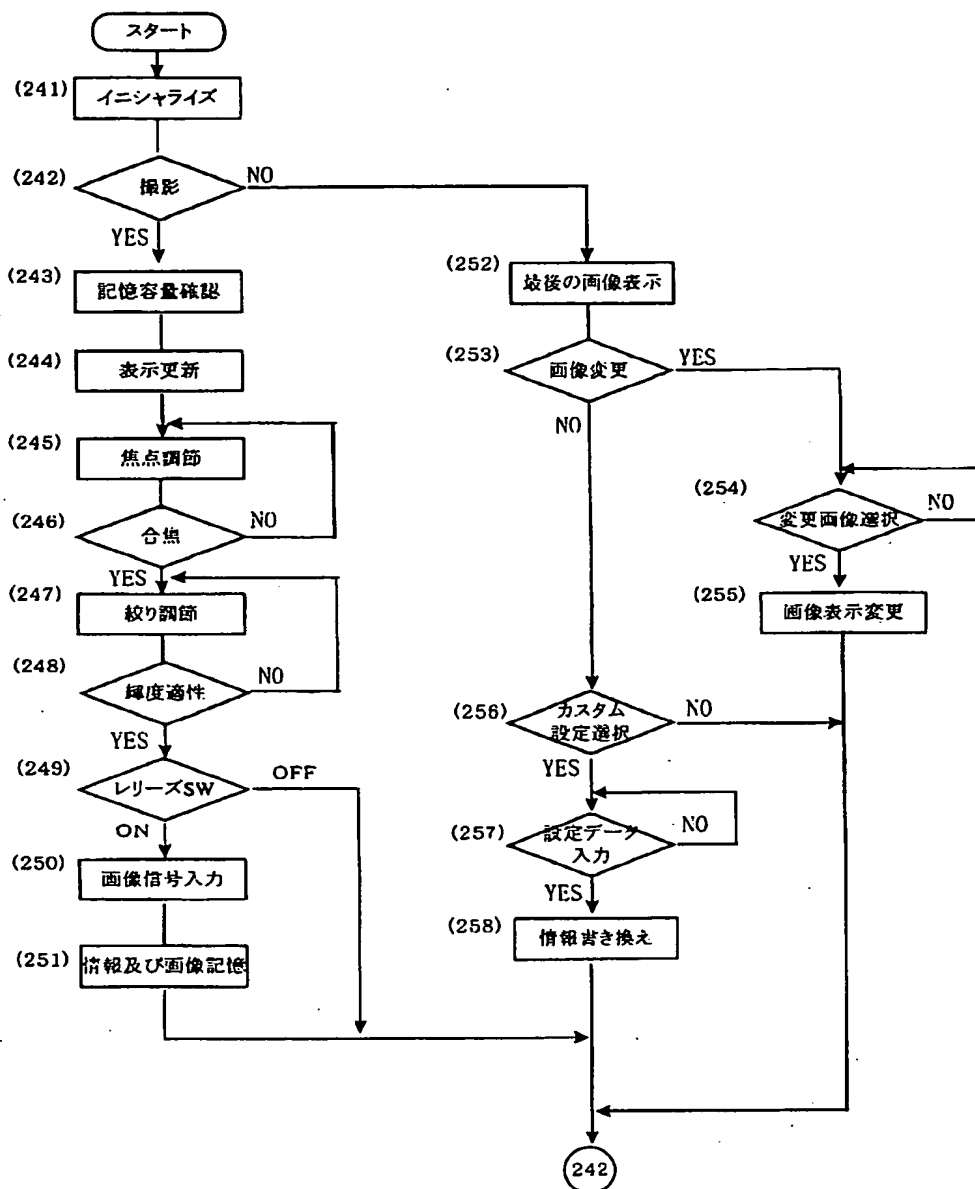 スタート
(241)
イニシャライズ
(242)
撮影
NO
YES
(243)
記憶容量確認
(244)
表示更新
(245)
焦点調節
(246)
合焦
NO
YES
(247)
絞り調節
(248)
輝度適性
NO
YES
(249)
レリーズSW
OFF
ON
(250)
画像信号入力
(251)
情報及び画像記憶
(252)
最後の画像表示
(253)
画像変更
YES
NO
(254)
変更画像選択
NO
YES
(255)
画像表示変更
(256)
カスタム
設定選択
NO
YES
(257)
設定データ
入力
NO
YES
(258)
情報書き換え
242